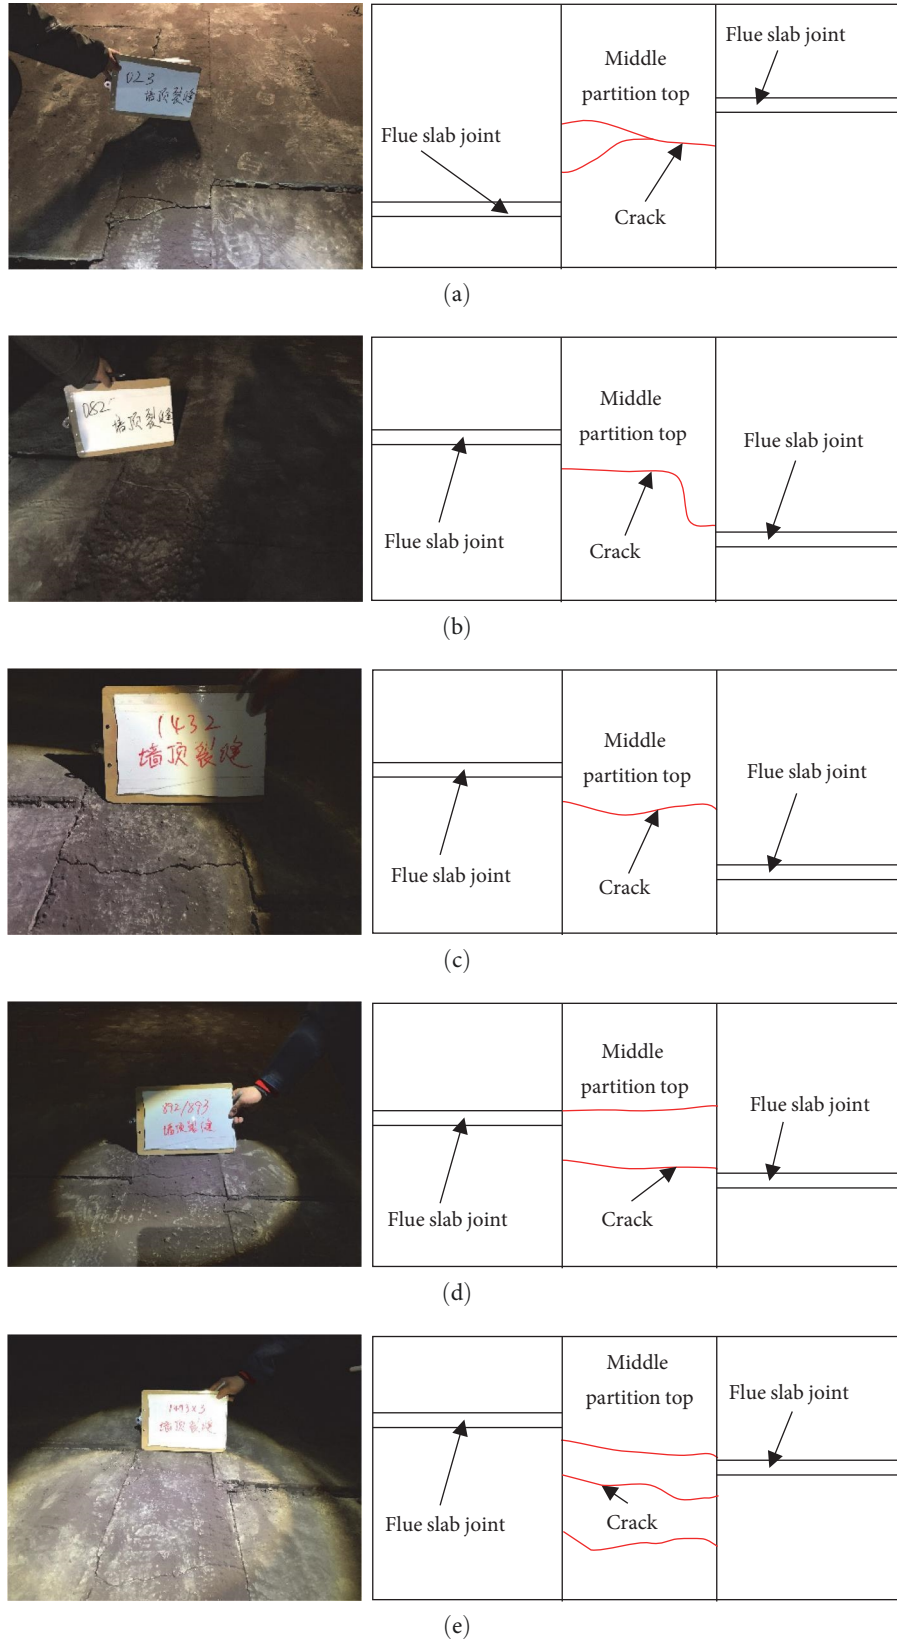 023
墙顶裂缝
Middle
partition top
Flue slab joint
Flue slab joint
Crack
(a)
082
墙顶裂缝
Middle
partition top
Flue slab joint
Flue slab joint
Crack
(b)
1432
墙顶裂缝
Middle
partition top
Flue slab joint
Flue slab joint
Crack
(c)
892/893
墙顶裂缝
Middle
partition top
Flue slab joint
Flue slab joint
Crack
(d)
1493x3
墙顶裂缝
Middle
partition top
Flue slab joint
Flue slab joint
Crack
(e)